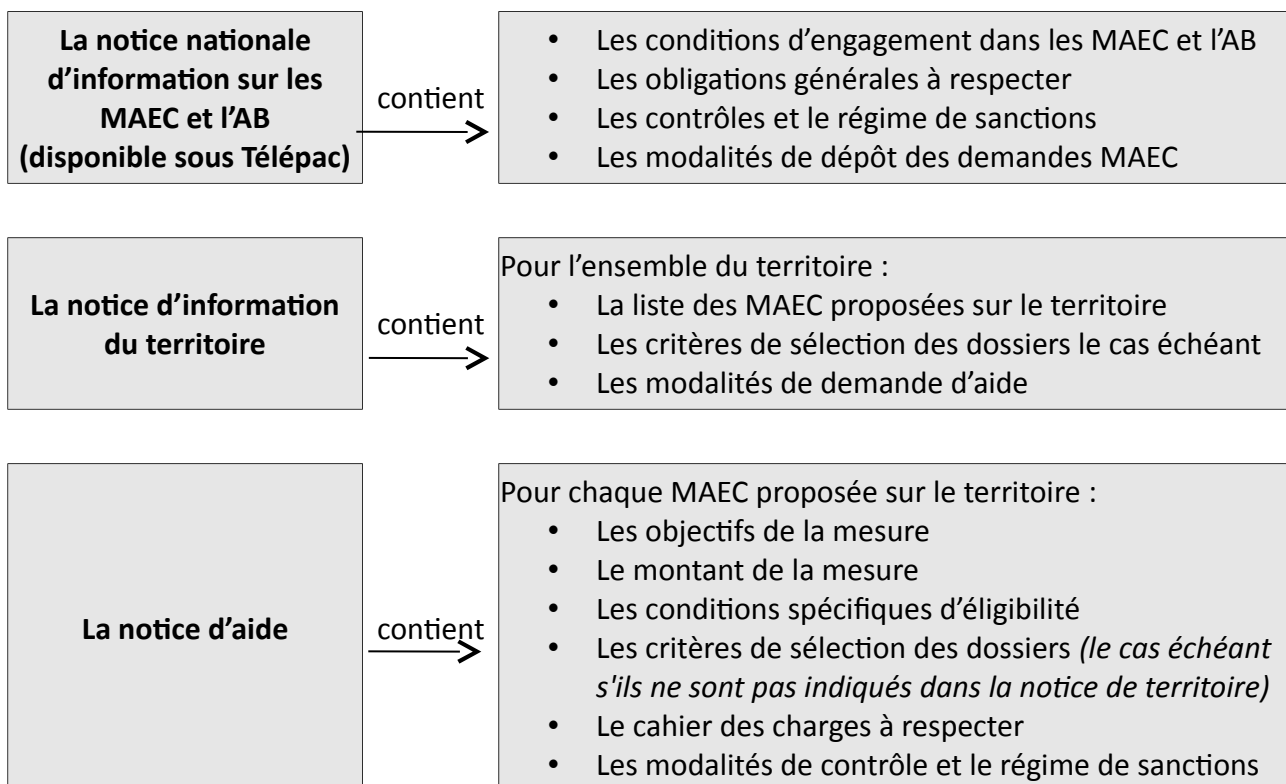 La notice nationale
d'information sur les
MAEC et l'AB
(disponible sous Télépac)
contient
• Les conditions d'engagement dans les MAEC et l'AB
• Les obligations générales à respecter
• Les contrôles et le régime de sanctions
• Les modalités de dépôt des demandes MAEC
La notice d'information
du territoire
contient
Pour l'ensemble du territoire :
• La liste des MAEC proposées sur le territoire
• Les critères de sélection des dossiers le cas échéant
• Les modalités de demande d'aide
La notice d'aide
contient
Pour chaque MAEC proposée sur le territoire :
• Les objectifs de la mesure
• Le montant de la mesure
• Les conditions spécifiques d'éligibilité
• Les critères de sélection des dossiers (le cas échéant
s'ils ne sont pas indiqués dans la notice de territoire)
• Le cahier des charges à respecter
• Les modalités de contrôle et le régime de sanctions